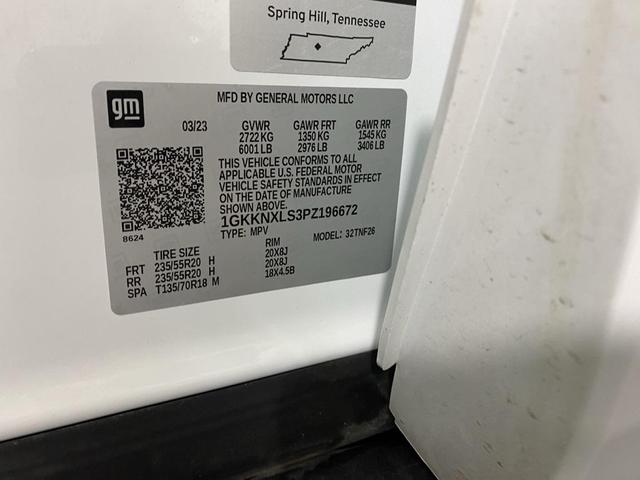 Spring Hill, Tennessee
gm
MFD BY GENERAL MOTORS LLC
03/23 GVWR GAWR FRT GAWR RR
2722 KG 1350 KG 1545 KG
6001 LB 2976 LB 3406 LB
THIS VEHICLE CONFORMS TO ALL
APPLICABLE U.S. FEDERAL MOTOR
VEHICLE SAFETY STANDARDS IN EFFECT
ON THE DATE OF MANUFACTURE
SHOWN ABOVE.
1GKKNXLS3PZ196672
8624
TYPE: MPV MODEL: 32TNF26
TIRE SIZE RIM
FRT 235/55R20 H 20X8J
RR 235/55R20 H 20X8J
SPA T135/70R18 M 18X4.5B